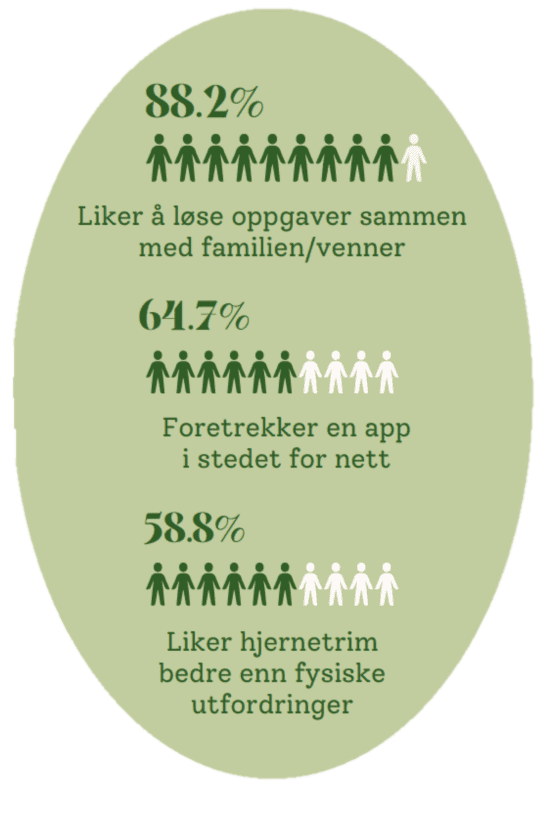 88.2%
Liker å løse oppgaver sammen
med familien/venner
64.7%
Foretrekker en app
i stedet for nett
58.8%
Liker hjernetrim
bedre enn fysiske
utfordringer